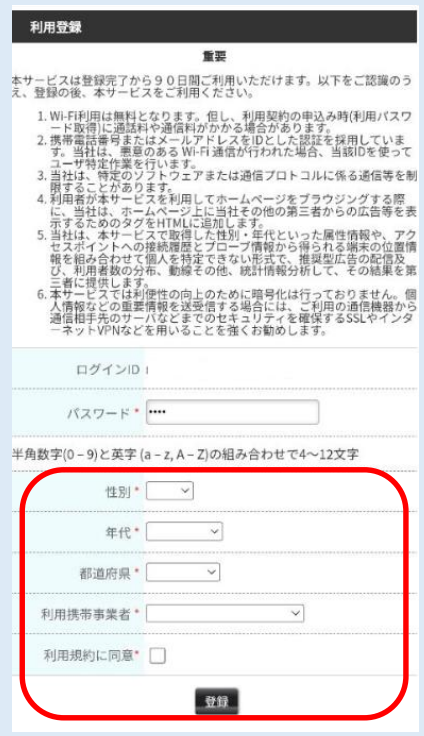 利用登録
重要
本サービスは登録完了から９０日間ご利用いただけます。以下をご認識のう
え、登録の後、本サービスをご利用ください。
1. Wi-Fi利用は無料となります。但し、利用契約の申込み時(利用パスワ
ード取得)に通話料や通信料がかかる場合があります。
2. 携帯電話番号またはメールアドレスをIDとした認証を採用していま
す。当社は、悪意のある Wi-Fi 通信が行われた場合、当該IDを使って
ユーザ特定作業を行います。
3. 当社は、特定のソフトウェアまたは通信プロトコルに係る通信等を制
限することがあります。
4. 利用者が本サービスを利用してホームページをブラウジングする際
に、当社は、ホームページ上に当社その他の第三者からの広告等を表
示するためのタグをHTMLに追加します。
5. 当社は、本サービスで取得した性別・年代といった属性情報や、アク
セスポイントへの接続履歴とプローブ情報から得られる端末の位置情
報を組み合わせて個人を特定できない形式で、推奨型広告の配信及
び、利用者数の分布、動線その他、統計情報分析して、その結果を第
三者に提供します。
6. 本サービスでは利便性の向上のために暗号化は行っておりません。個
人情報などの重要情報を送受信する場合には、ご利用の通信機器から
通信相手先のサーバなどまでのセキュリティを確保するSSLやインタ
ーネットVPNなどを用いることを強くお勧めします。
ログインID
パスワード * ••••
半角数字(0 – 9)と英字 (a – z, A – Z)の組み合わせで4～12文字
性別 *
年代 *
都道府県 *
利用携帯事業者 *
利用規約に同意*
登録